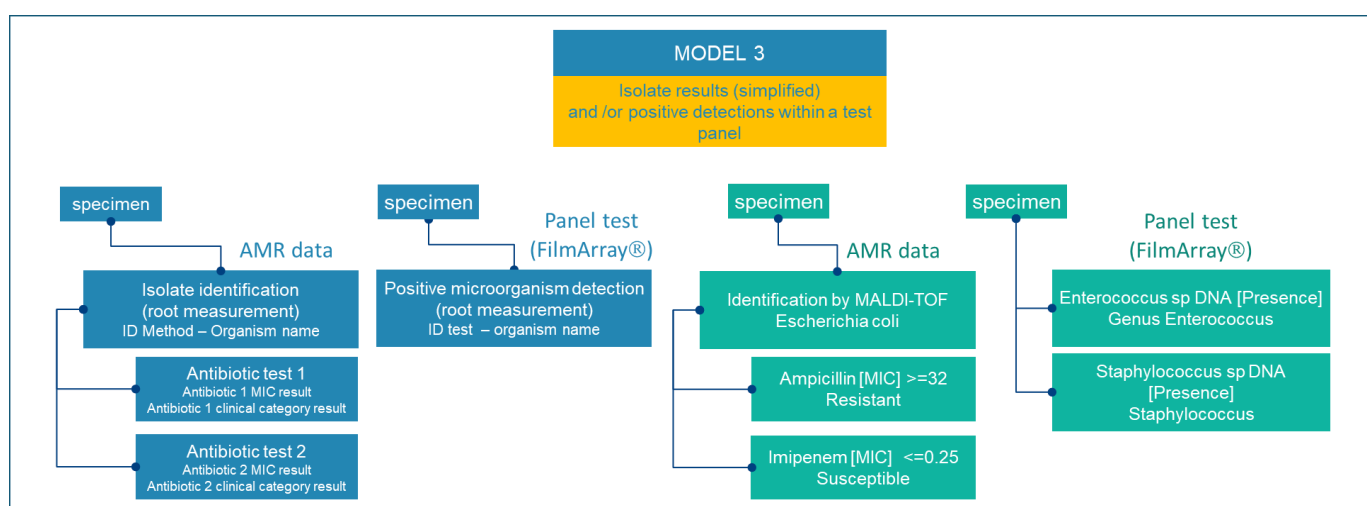 MODEL 3
Isolate results (simplified)
and /or positive detections within a test
panel
specimen
AMR data
Isolate identification
(root measurement)
ID Method – Organism name
Antibiotic test 1
Antibiotic 1 MIC result
Antibiotic 1 clinical category result
Antibiotic test 2
Antibiotic 2 MIC result
Antibiotic 2 clinical category result
specimen
Panel test
(FilmArray®)
Positive microorganism detection
(root measurement)
ID test – organism name
specimen
AMR data
Identification by MALDI-TOF
Escherichia coli
Ampicillin [MIC] >=32
Resistant
Imipenem [MIC] <=0.25
Susceptible
specimen
Panel test
(FilmArray®)
Enterococcus sp DNA [Presence]
Genus Enterococcus
Staphylococcus sp DNA
[Presence]
Staphylococcus